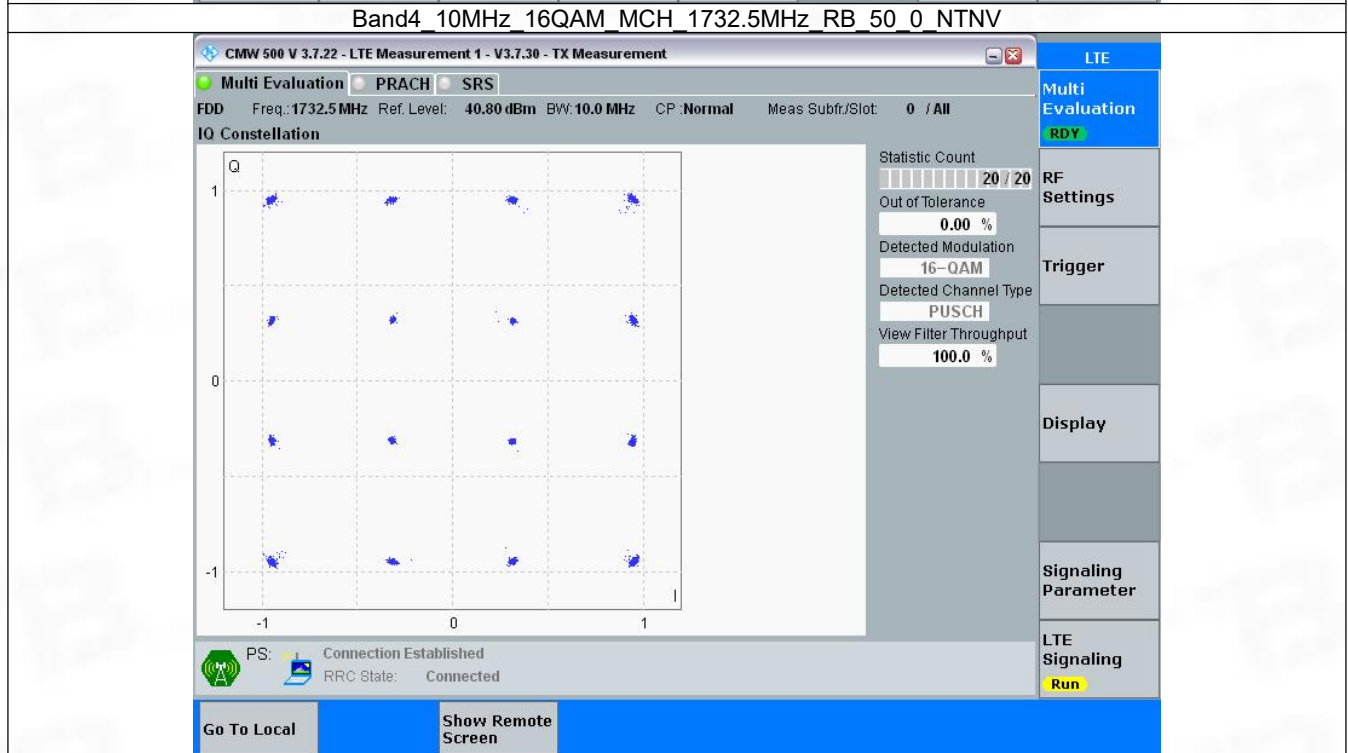 Band4_10MHz_16QAM_MCH_1732.5MHz_RB_50_0_NTNV
CMW 500 V 3.7.22 - LTE Measurement 1 - V3.7.30 - TX Measurement
LTE
Multi Evaluation PRACH SRS
Multi
Evaluation
RDY
FDD Freq.: 1732.5 MHz Ref. Level: 40.80 dBm BW: 10.0 MHz CP : Normal Meas Subfr./Slot: 0 / All
IQ Constellation
Q
1
0
-1
I
-1 0 1
Statistic Count
20 / 20
Out of Tolerance
0.00 %
Detected Modulation
16-QAM
Detected Channel Type
PUSCH
View Filter Throughput
100.0 %
RF
Settings
Trigger
Display
Signaling
Parameter
LTE
Signaling
Run
PS: Connection Established
RRC State: Connected
Go To Local
Show Remote
Screen